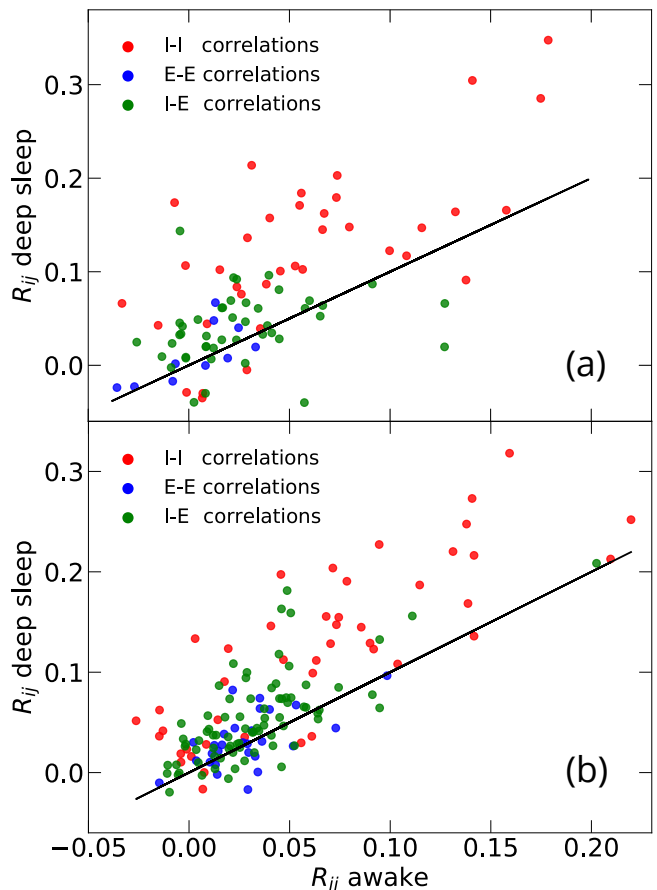 I-I correlations
E-E correlations
I-E correlations
0.3
0.2
0.1
0.0
R_ij deep sleep
(a)
I-I correlations
E-E correlations
I-E correlations
0.3
0.2
0.1
0.0
R_ij deep sleep
(b)
−0.05 0.00 0.05 0.10 0.15 0.20
R_ij awake